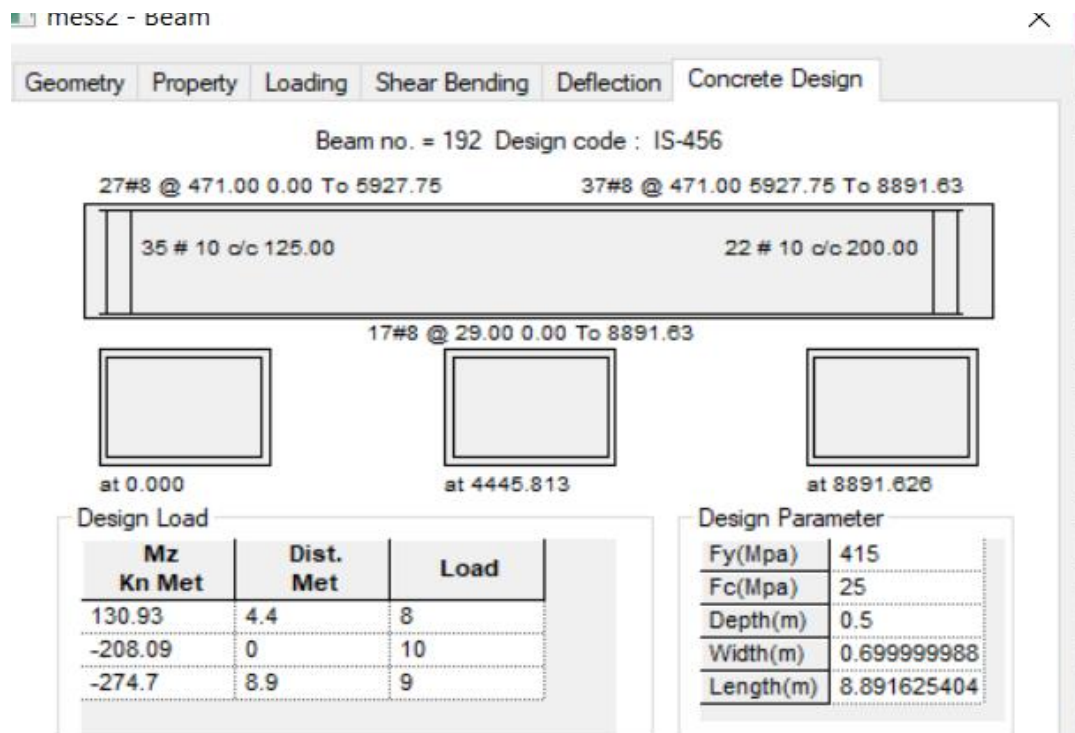 mess2 - Beam
Geometry Property Loading Shear Bending Deflection Concrete Design
Beam no. = 192 Design code : IS-456
27#8 @ 471.00 0.00 To 5927.75 37#8 @ 471.00 5927.75 To 8891.63
35 # 10 c/c 125.00 22 # 10 c/c 200.00
17#8 @ 29.00 0.00 To 8891.63
at 0.000 at 4445.813 at 8891.626
Design Load Design Parameter
Mz Kn Met Dist. Met Load
130.93 4.4 8
-208.09 0 10
-274.7 8.9 9
Fy(Mpa) 415
Fc(Mpa) 25
Depth(m) 0.5
Width(m) 0.699999988
Length(m) 8.891625404